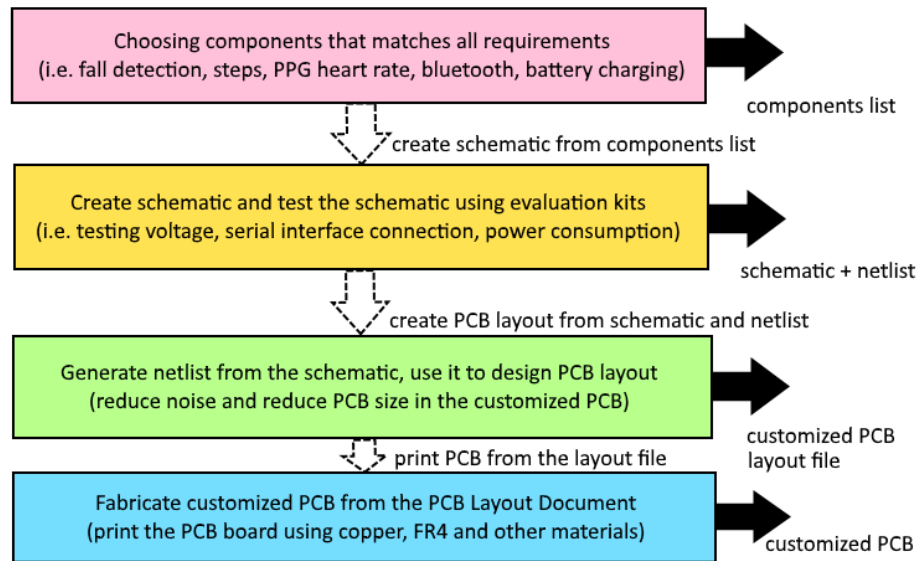 Choosing components that matches all requirements
(i.e. fall detection, steps, PPG heart rate, bluetooth, battery charging)
components list
create schematic from components list
Create schematic and test the schematic using evaluation kits
(i.e. testing voltage, serial interface connection, power consumption)
schematic + netlist
create PCB layout from schematic and netlist
Generate netlist from the schematic, use it to design PCB layout
(reduce noise and reduce PCB size in the customized PCB)
customized PCB
layout file
print PCB from the layout file
Fabricate customized PCB from the PCB Layout Document
(print the PCB board using copper, FR4 and other materials)
customized PCB